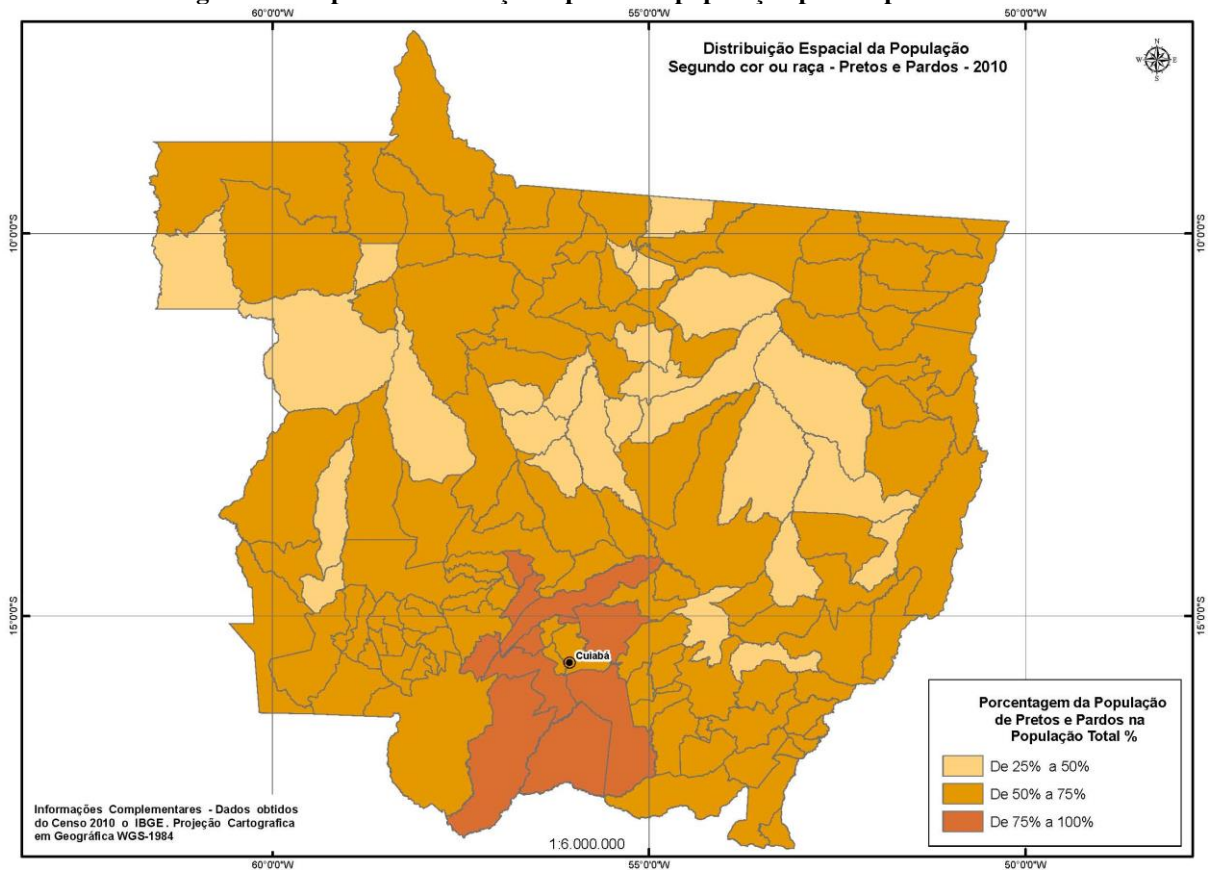 60°0'0"W
55°0'0"W
50°0'0"W
Distribuição Espacial da População
Segundo cor ou raça - Pretos e Pardos - 2010
N
W E
S
10°0'0"S
10°0'0"S
15°0'0"S
15°0'0"S
Cuiabá
Porcentagem da População
de Pretos e Pardos na
População Total %
De 25% a 50%
De 50% a 75%
De 75% a 100%
Informações Complementares - Dados obtidos
do Censo 2010 o IBGE. Projeção Cartografica
em Geográfica WGS-1984
1:6.000.000
60°0'0"W
55°0'0"W
50°0'0"W